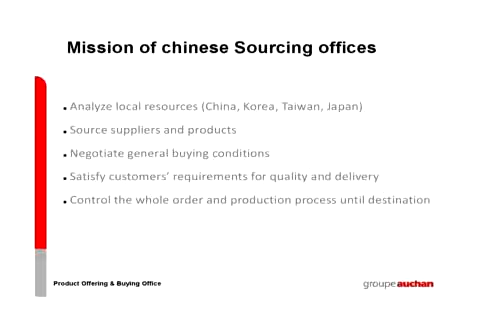 Mission of chinese Sourcing offices
Analyze local resources (China, Korea, Taiwan, Japan)
Source suppliers and products
Negotiate general buying conditions
Satisfy customers’ requirements for quality and delivery
Control the whole order and production process until destination
Product Offering & Buying Office
groupe auchan